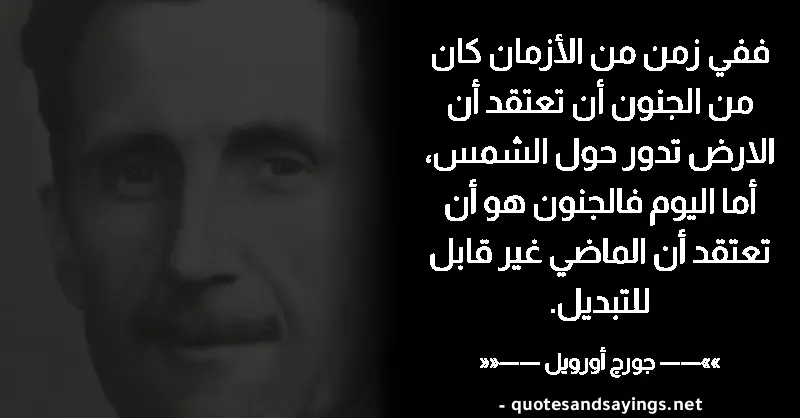 ففي زمن من الأزمان كان
من الجنون أن تعتقد أن
الارض تدور حول الشمس،
أما اليوم فالجنون هو أن
تعتقد أن الماضي غير قابل
للتبديل.
»»—— جورج أورويل ——««
- quotesandsayings.net